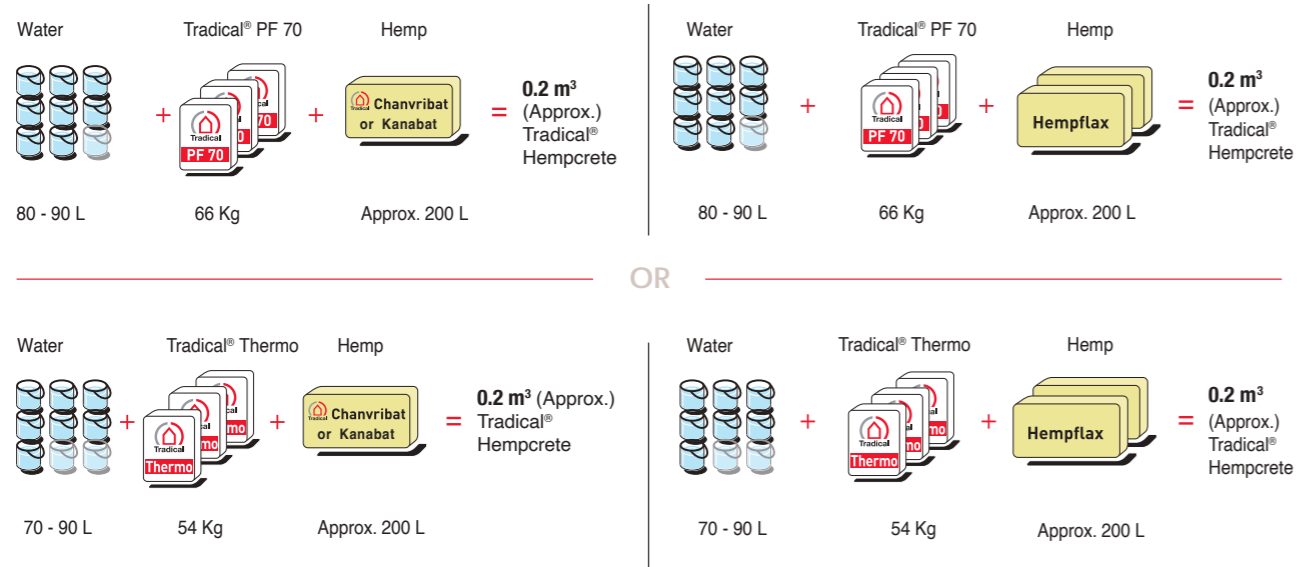 Water
Tradical® PF 70
Hemp
Tradical
PF 70
70
Tradical Chanvribat
or Kanabat
0.2 m³
(Approx.)
Tradical®
Hempcrete
80 - 90 L
66 Kg
Approx. 200 L
Water
Tradical® PF 70
Hemp
Tradical
PF 70
Hempflax
0.2 m³
(Approx.)
Tradical®
Hempcrete
80 - 90 L
66 Kg
Approx. 200 L
OR
Water
Tradical® Thermo
Hemp
Tradical
Thermo
Tradical Chanvribat
or Kanabat
0.2 m³ (Approx.)
Tradical®
Hempcrete
70 - 90 L
54 Kg
Approx. 200 L
Water
Tradical® Thermo
Hemp
Tradical
Thermo
Hempflax
0.2 m³
(Approx.)
Tradical®
Hempcrete
70 - 90 L
54 Kg
Approx. 200 L